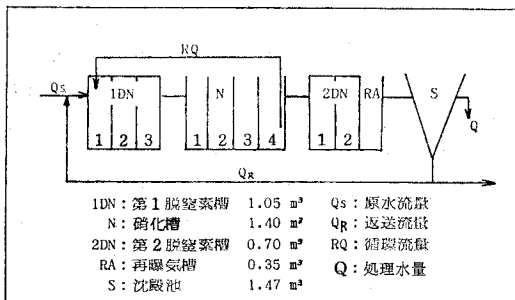 RQ
Qs
1DN
N
2DN
RA
S
1 2 3
1 2 3 4
1 2
Q
QR
1DN：第1脱窒素槽 1.05 m³
N：硝化槽 1.40 m³
2DN：第2脱窒素槽 0.70 m³
RA：再曝気槽 0.35 m³
S：沈殿池 1.47 m³
Qs：原水流量
QR：返送流量
RQ：循環流量
Q：処理水量